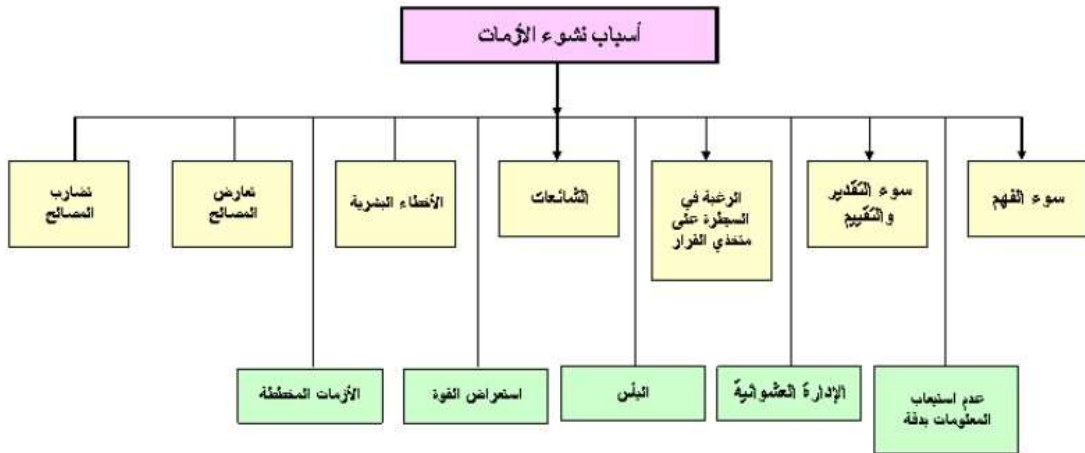 أسباب نشوء الأزمات
سوء الفهم
سوء التقدير
والتقييم
الرغبة في
السيطرة على
متخذي القرار
الشائعات
الأخطاء البشرية
تعارض
المصالح
تضارب
المصالح
عدم استيعاب
المعلومات بدقة
الإدارة العشوائية
اليأس
استعراض القوة
الأزمات المخططة